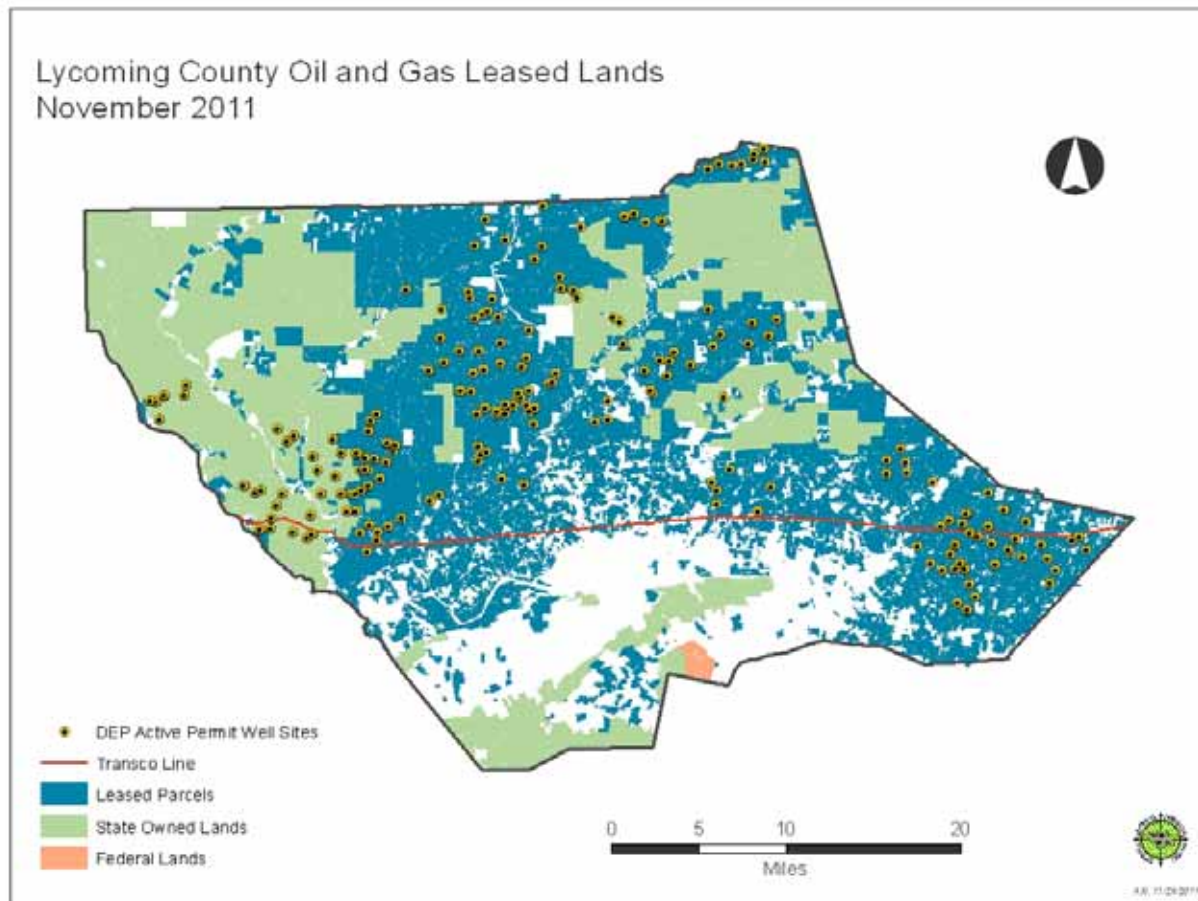 Lycoming County Oil and Gas Leased Lands
November 2011
DEP Active Permit Well Sites
Transco Line
Leased Parcels
State Owned Lands
Federal Lands
0 5 10 20
Miles